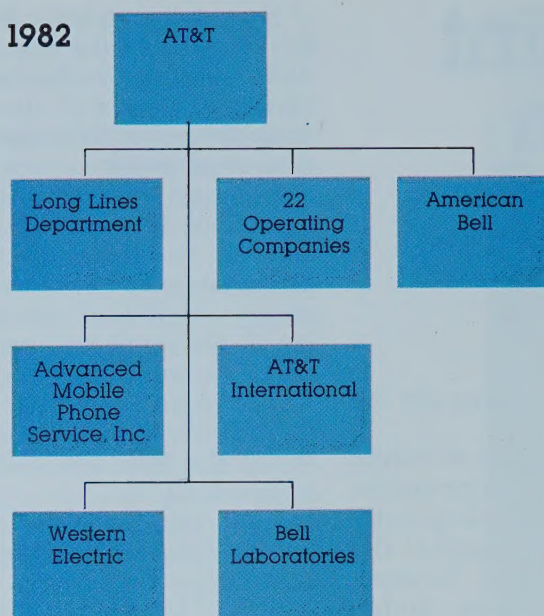 1982
AT&T
Long Lines
Department
22
Operating
Companies
American
Bell
Advanced
Mobile
Phone
Service, Inc.
AT&T
International
Western
Electric
Bell
Laboratories